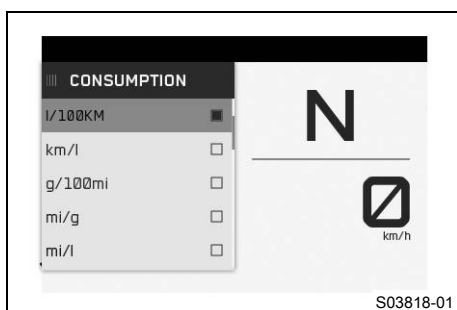 CONSUMPTION
l/100KM
km/l
g/100mi
mi/g
mi/l
N
0
km/h
S03818-01